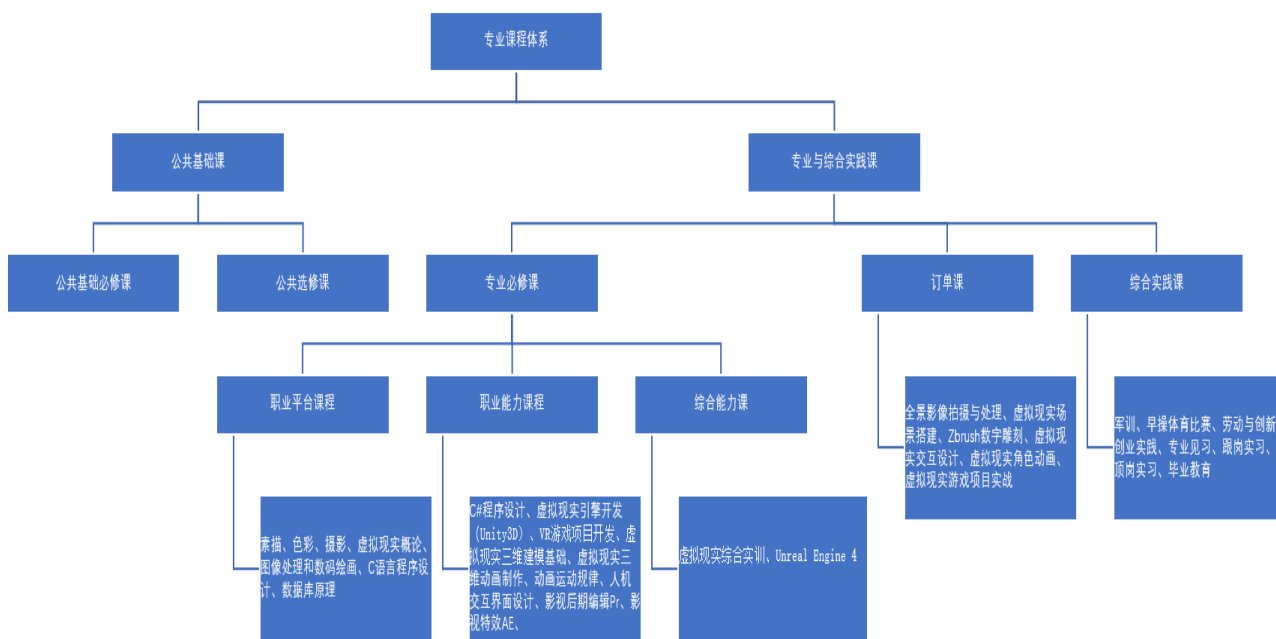 专业课程体系
公共基础课
专业与综合实践课
公共基础必修课
公共选修课
专业必修课
订单课
综合实践课
职业平台课程
职业能力课程
综合能力课
全景影像拍摄与处理、虚拟现实场
景搭建、Zbrush数字雕刻、虚拟现
实交互设计、虚拟现实角色动画、
虚拟现实游戏项目实战
军训、早操体育比赛、劳动与创新
创业实践、专业见习、跟岗实习、
顶岗实习、毕业教育
素描、色彩、摄影、虚拟现实概论、
图像处理和数码绘画、C语言程序设
计、数据库原理
C#程序设计、虚拟现实引擎开发
（Unity3D）、VR游戏项目开发、虚
拟现实三维建模基础、虚拟现实三
维动画制作、动画运动规律、人机
交互界面设计、影视后期编辑Pr、影
视特效AE、
虚拟现实综合实训、Unreal Engine 4